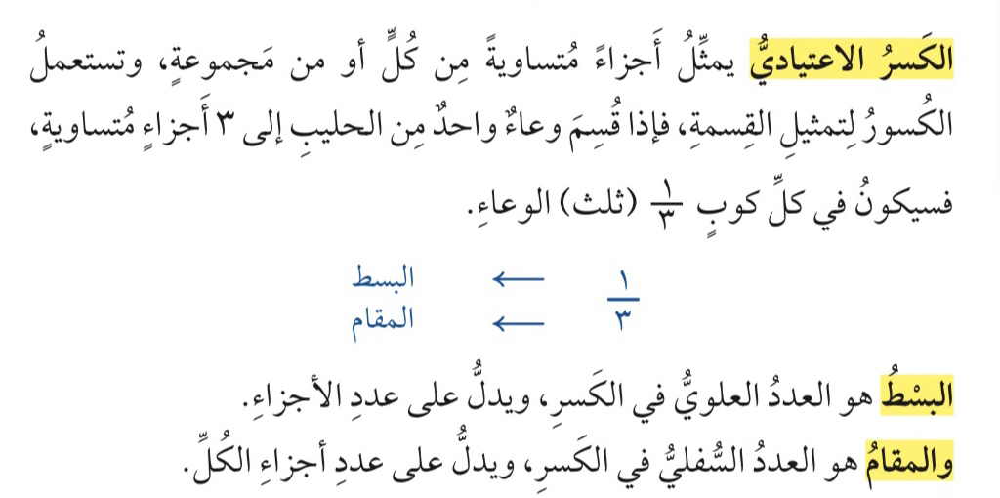 الكَسرُ الاعتياديُّ يمثِّلُ أَجزاءً مُتساويةً مِن كُلٍّ أو من مَجموعةٍ، وتستعملُ
الكُسورُ لِتمثيلِ القِسمةِ، فإذا قُسِمَ وعاءٌ واحدٌ مِن الحليبِ إلى ٣ أَجزاءٍ مُتساويةٍ،
فسيكونُ في كلِّ كوبٍ ١/٣ (ثلث) الوعاءِ.
١ ← البسط
٣ ← المقام
البسْطُ هو العددُ العلويُّ في الكَسرِ، ويدلُّ على عددِ الأجزاءِ.
والمقامُ هو العددُ السُّفليُّ في الكَسرِ، ويدلُّ على عددِ أجزاءِ الكُلِّ.